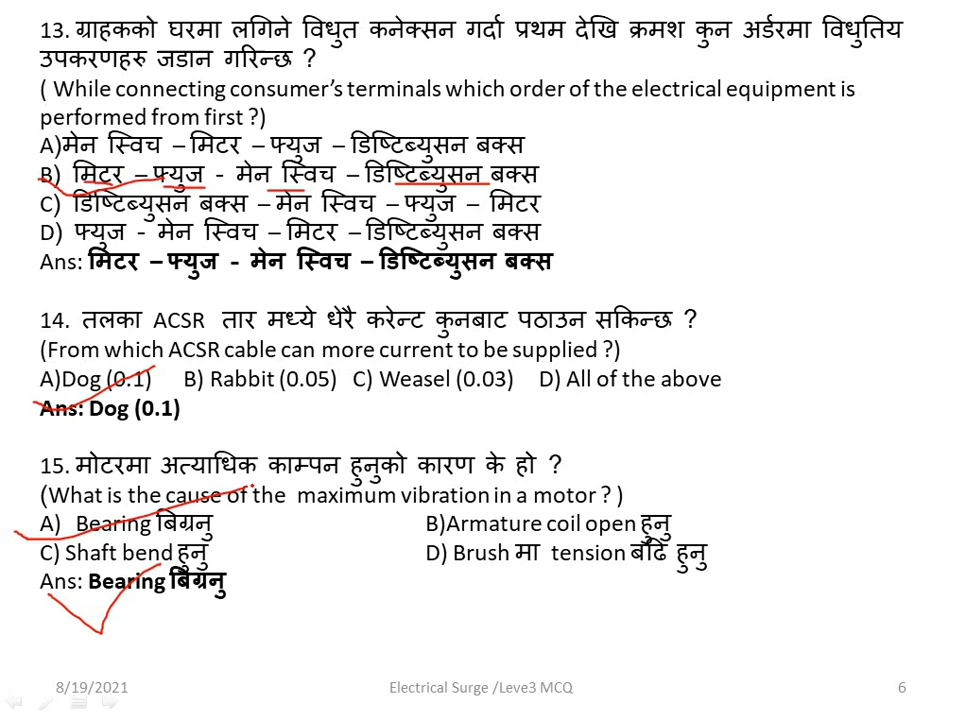 13. ग्राहकको घरमा लगिने विधुत कनेक्सन गर्दा प्रथम देखि क्रमश कुन अर्डरमा विधुतिय
उपकरणहरु जडान गरिन्छ ?
( While connecting consumer’s terminals which order of the electrical equipment is
performed from first ?)
A)मेन स्विच – मिटर – फ्युज – डिष्टिब्युसन बक्स
B) मिटर – फ्युज - मेन स्विच – डिष्टिब्युसन बक्स
C) डिष्टिब्युसन बक्स – मेन स्विच – फ्युज – मिटर
D) फ्युज - मेन स्विच – मिटर – डिष्टिब्युसन बक्स
Ans: मिटर – फ्युज - मेन स्विच – डिष्टिब्युसन बक्स
14. तलका ACSR तार मध्ये धेरै करेन्ट कुनबाट पठाउन सकिन्छ ?
(From which ACSR cable can more current to be supplied ?)
A)Dog (0.1) B) Rabbit (0.05) C) Weasel (0.03) D) All of the above
Ans: Dog (0.1)
15. मोटरमा अत्याधिक काम्पन हुनुको कारण के हो ?
(What is the cause of the maximum vibration in a motor ? )
A) Bearing बिग्रनु B)Armature coil open हुनु
C) Shaft bend हुनु D) Brush मा tension बढि हुनु
Ans: Bearing बिग्रनु
8/19/2021 Electrical Surge /Leve3 MCQ 6